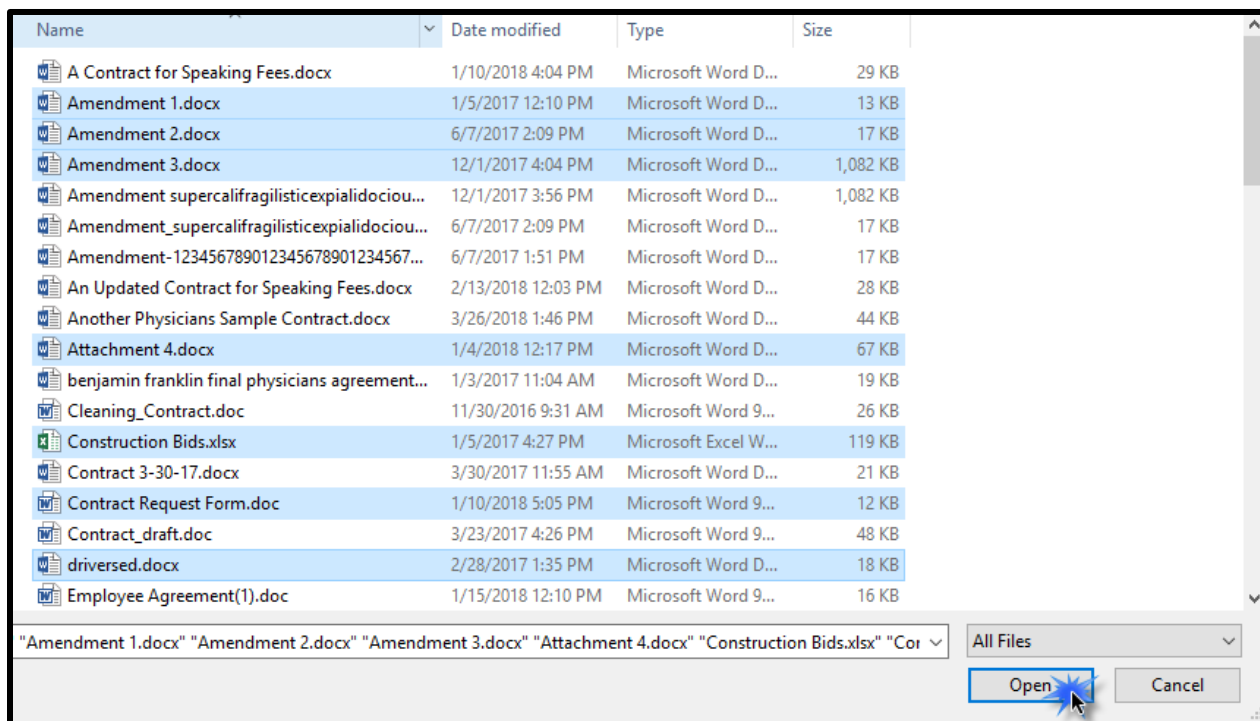 Name Date modified Type Size
A Contract for Speaking Fees.docx 1/10/2018 4:04 PM Microsoft Word D... 29 KB
Amendment 1.docx 1/5/2017 12:10 PM Microsoft Word D... 13 KB
Amendment 2.docx 6/7/2017 2:09 PM Microsoft Word D... 17 KB
Amendment 3.docx 12/1/2017 4:04 PM Microsoft Word D... 1,082 KB
Amendment supercalifragilisticexpialidociou... 12/1/2017 3:56 PM Microsoft Word D... 1,082 KB
Amendment_supercalifragilisticexpialidociou... 6/7/2017 2:09 PM Microsoft Word D... 17 KB
Amendment-123456789012345678901234567... 6/7/2017 1:51 PM Microsoft Word D... 17 KB
An Updated Contract for Speaking Fees.docx 2/13/2018 12:03 PM Microsoft Word D... 28 KB
Another Physicians Sample Contract.docx 3/26/2018 1:46 PM Microsoft Word D... 44 KB
Attachment 4.docx 1/4/2018 12:17 PM Microsoft Word D... 67 KB
benjamin franklin final physicians agreement... 1/3/2017 11:04 AM Microsoft Word D... 19 KB
Cleaning_Contract.doc 11/30/2016 9:31 AM Microsoft Word 9... 26 KB
Construction Bids.xlsx 1/5/2017 4:27 PM Microsoft Excel W... 119 KB
Contract 3-30-17.docx 3/30/2017 11:55 AM Microsoft Word D... 21 KB
Contract Request Form.doc 1/10/2018 5:05 PM Microsoft Word 9... 12 KB
Contract_draft.doc 3/23/2017 4:26 PM Microsoft Word 9... 48 KB
driversed.docx 2/28/2017 1:35 PM Microsoft Word D... 18 KB
Employee Agreement(1).doc 1/15/2018 12:10 PM Microsoft Word 9... 16 KB
"Amendment 1.docx" "Amendment 2.docx" "Amendment 3.docx" "Attachment 4.docx" "Construction Bids.xlsx" "Cor All Files
Open Cancel